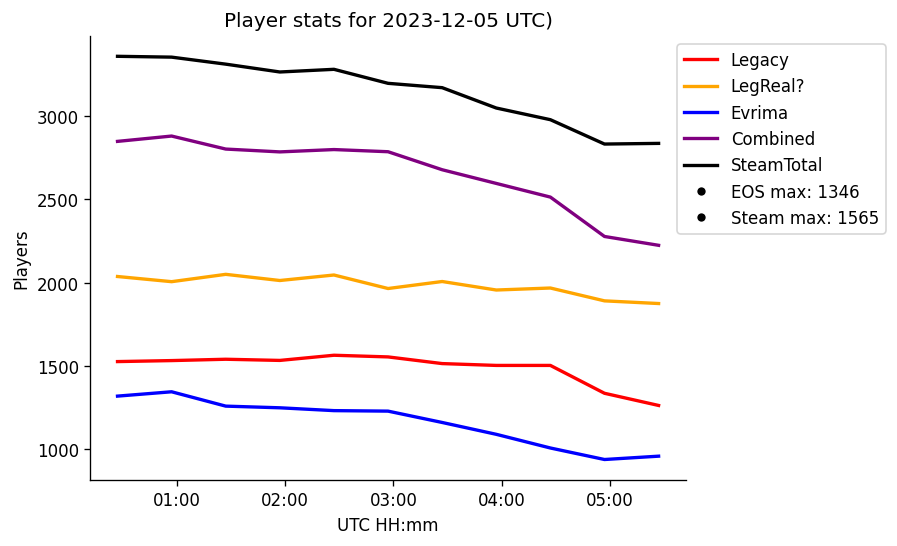 Player stats for 2023-12-05 UTC)
Legacy
LegReal?
Evrima
Combined
SteamTotal
EOS max: 1346
Steam max: 1565
Players
3000
2500
2000
1500
1000
01:00 02:00 03:00 04:00 05:00
UTC HH:mm